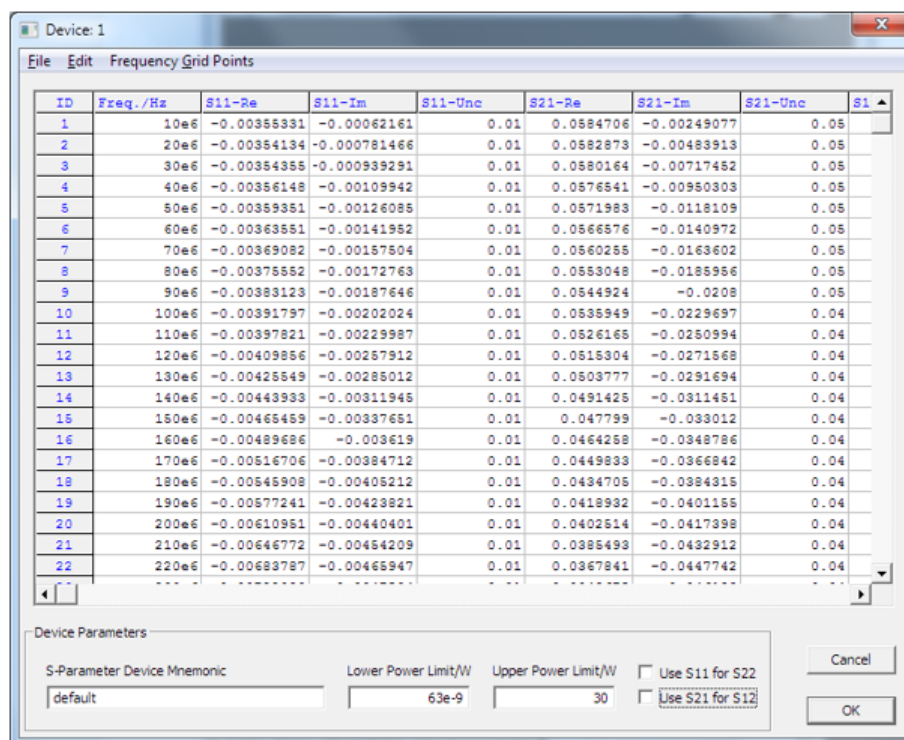 Device: 1
File Edit Frequency Grid Points
ID Freq./Hz S11-Re S11-Im S11-Unc S21-Re S21-Im S21-Unc S1
1 10e6 -0.00355331 -0.00062161 0.01 0.0584706 -0.00249077 0.05
2 20e6 -0.00354134 -0.000781466 0.01 0.0582873 -0.00483913 0.05
3 30e6 -0.00354355 -0.000939291 0.01 0.0580164 -0.00717452 0.05
4 40e6 -0.00356148 -0.00109942 0.01 0.0576541 -0.00950303 0.05
5 50e6 -0.00359351 -0.00126085 0.01 0.0571983 -0.0118109 0.05
6 60e6 -0.00363551 -0.00141952 0.01 0.0566576 -0.0140972 0.05
7 70e6 -0.00369082 -0.00157504 0.01 0.0560255 -0.0163602 0.05
8 80e6 -0.00375552 -0.00172763 0.01 0.0553048 -0.0185956 0.05
9 90e6 -0.00383123 -0.00187646 0.01 0.0544924 -0.0208 0.05
10 100e6 -0.00391797 -0.00202024 0.01 0.0535949 -0.0229697 0.04
11 110e6 -0.00397821 -0.00229987 0.01 0.0526165 -0.0250994 0.04
12 120e6 -0.00409856 -0.00257912 0.01 0.0515304 -0.0271568 0.04
13 130e6 -0.00425549 -0.00285012 0.01 0.0503777 -0.0291694 0.04
14 140e6 -0.00443933 -0.00311945 0.01 0.0491425 -0.0311451 0.04
15 150e6 -0.00465459 -0.00337651 0.01 0.047799 -0.033012 0.04
16 160e6 -0.00489686 -0.003619 0.01 0.0464258 -0.0348786 0.04
17 170e6 -0.00516706 -0.00384712 0.01 0.0449833 -0.0366842 0.04
18 180e6 -0.00545908 -0.00405212 0.01 0.0434705 -0.0384315 0.04
19 190e6 -0.00577241 -0.00423821 0.01 0.0418932 -0.0401155 0.04
20 200e6 -0.00610951 -0.00440401 0.01 0.0402514 -0.0417398 0.04
21 210e6 -0.00646772 -0.00454209 0.01 0.0385493 -0.0432912 0.04
22 220e6 -0.00683787 -0.00465947 0.01 0.0367841 -0.0447742 0.04
Device Parameters
S-Parameter Device Mnemonic Lower Power Limit/W Upper Power Limit/W Use S11 for S22 Cancel
default 63e-9 30 Use S21 for S12 OK